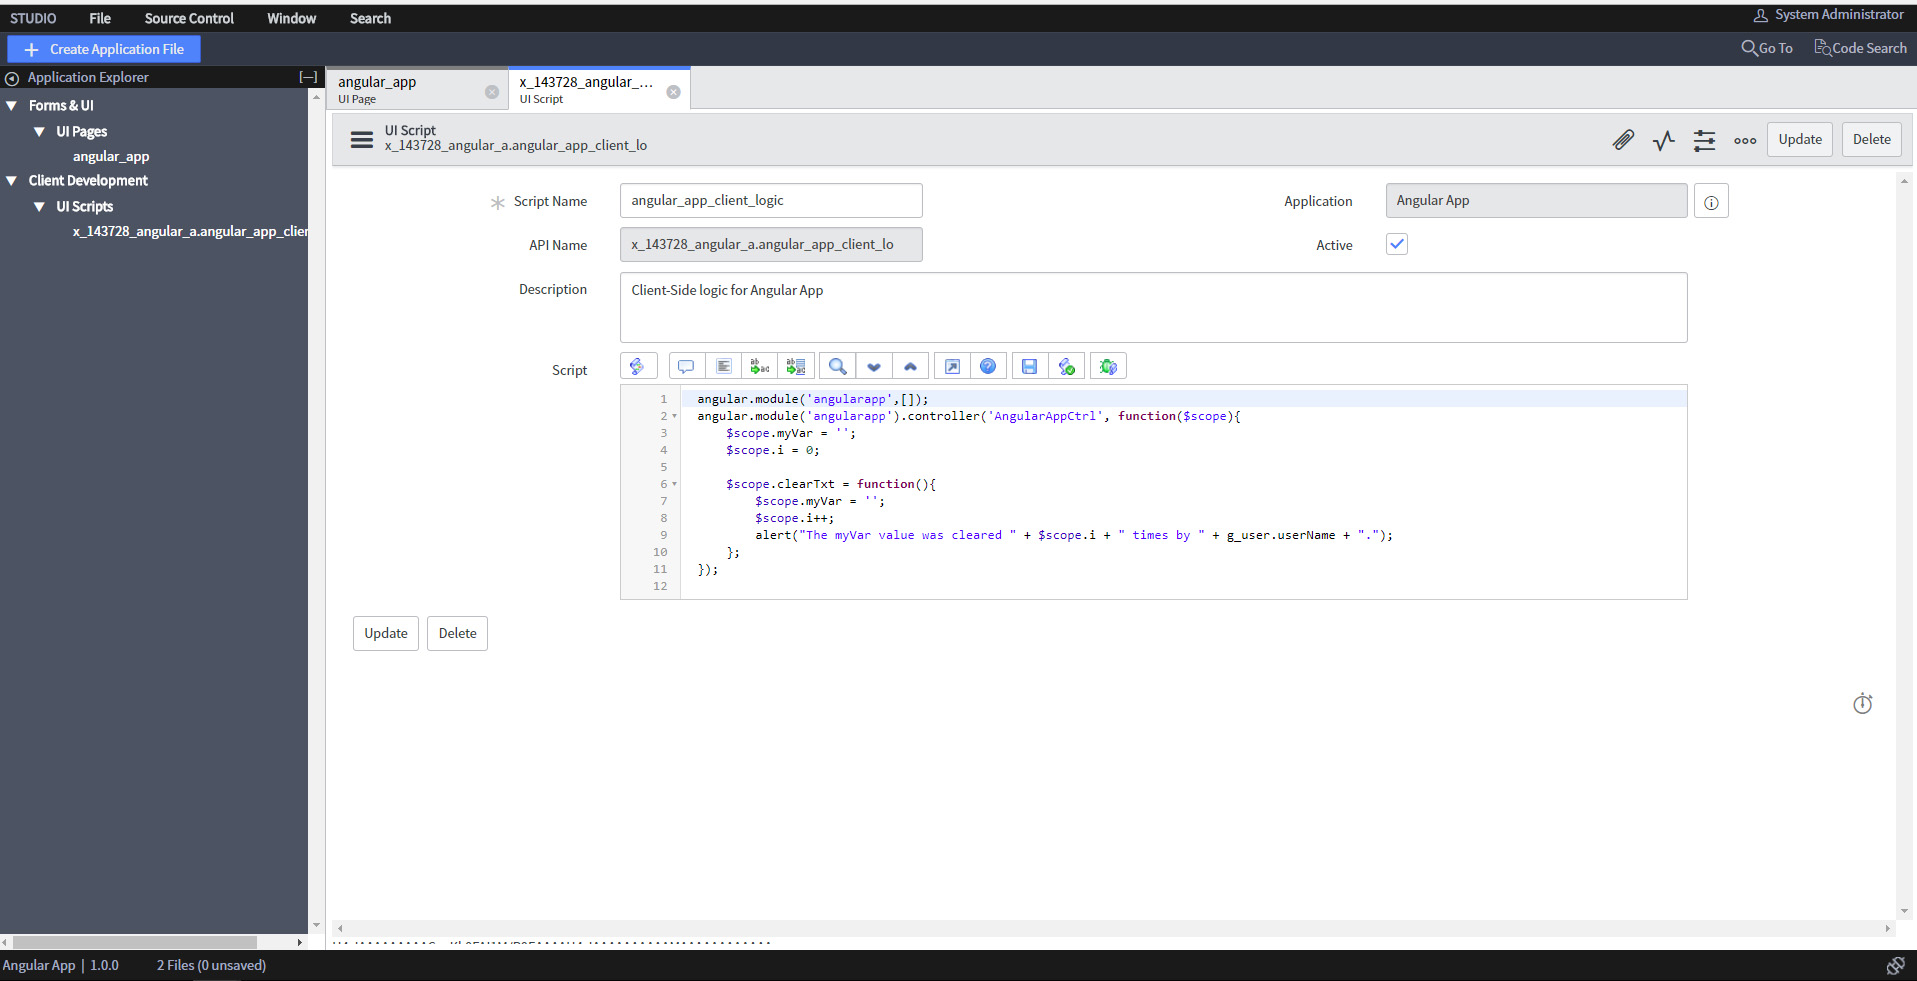 STUDIO File Source Control Window Search System Administrator
Create Application File Go To Code Search
Application Explorer [—]
Forms & UI
UI Pages
angular_app
Client Development
UI Scripts
x_143728_angular_a.angular_app_clier
angular_app
UI Page
x_143728_angular_...
UI Script
UI Script
x_143728_angular_a.angular_app_client_lo
Update Delete
Script Name angular_app_client_logic
Application Angular App
API Name x_143728_angular_a.angular_app_client_lo
Active
Description Client-Side logic for Angular App
Script
1 angular.module('angularapp',[]);
2 angular.module('angularapp').controller('AngularAppCtrl', function($scope){
3 $scope.myVar = '';
4 $scope.i = 0;
5
6 $scope.clearTxt = function(){
7 $scope.myVar = '';
8 $scope.i++;
9 alert("The myVar value was cleared " + $scope.i + " times by " + g_user.userName + ".");
10 };
11 });
12
Update Delete
Angular App | 1.0.0 2 Files (0 unsaved)